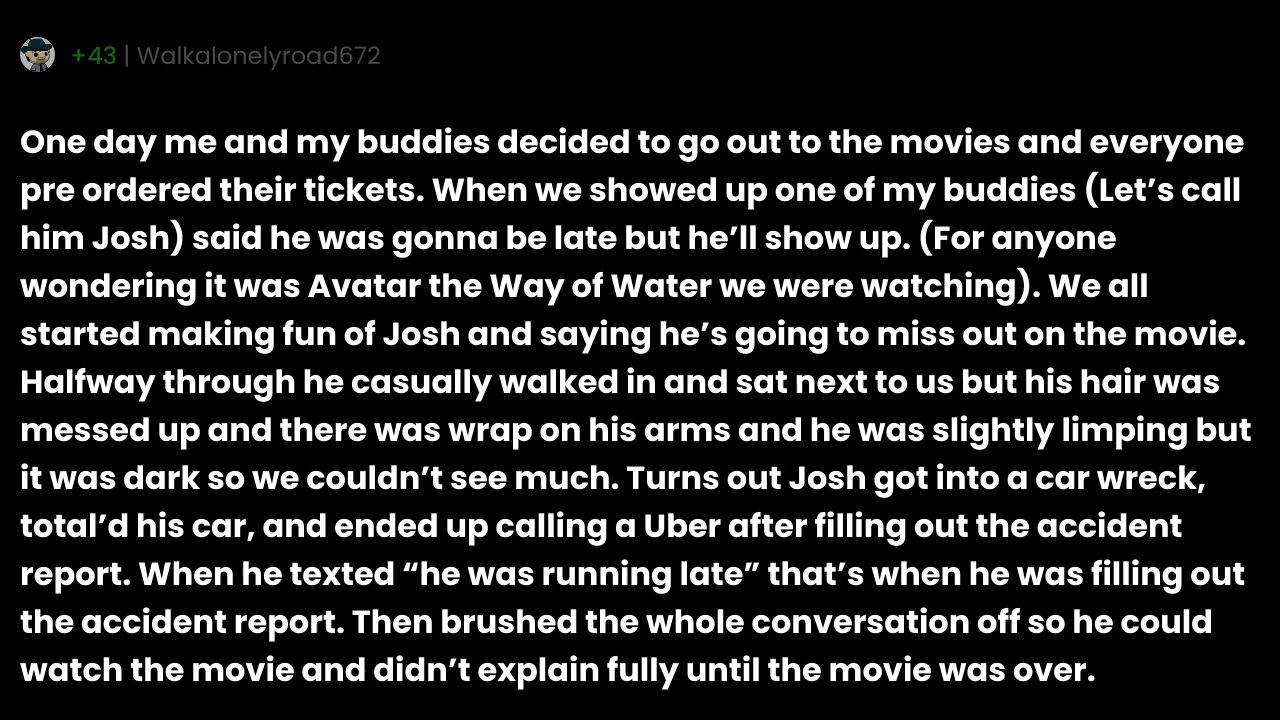 +43 | Walkalonelyroad672
One day me and my buddies decided to go out to the movies and everyone
pre ordered their tickets. When we showed up one of my buddies (Let’s call
him Josh) said he was gonna be late but he’ll show up. (For anyone
wondering it was Avatar the Way of Water we were watching). We all
started making fun of Josh and saying he’s going to miss out on the movie.
Halfway through he casually walked in and sat next to us but his hair was
messed up and there was wrap on his arms and he was slightly limping but
it was dark so we couldn’t see much. Turns out Josh got into a car wreck,
total’d his car, and ended up calling a Uber after filling out the accident
report. When he texted “he was running late” that’s when he was filling out
the accident report. Then brushed the whole conversation off so he could
watch the movie and didn’t explain fully until the movie was over.